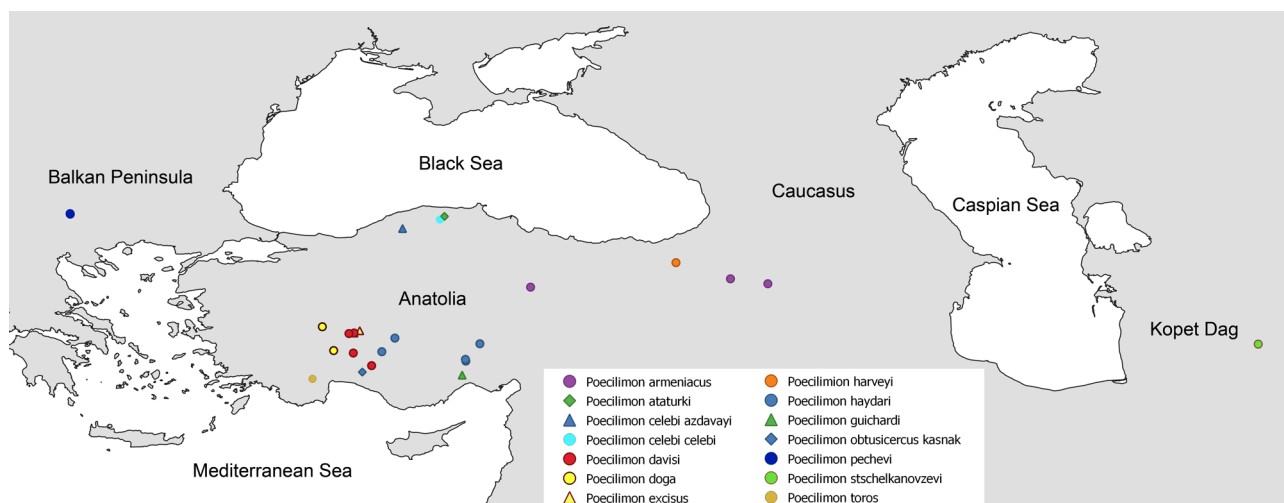 Black Sea
Balkan Peninsula
Caucasus
Caspian Sea
Anatolia
Kopet Dag
Mediterranean Sea
Poecilimon armeniacus
Poecilimon ataturki
Poecilimon celebi azdavayi
Poecilimon celebi celebi
Poecilimon davisi
Poecilimon doga
Poecilimon excisus
Poecilimion harveyi
Poecilimon haydari
Poecilimon guichardi
Poecilimon obtusicercus kasnak
Poecilimon pechevi
Poecilimon stschelkanovzevi
Poecilimon toros